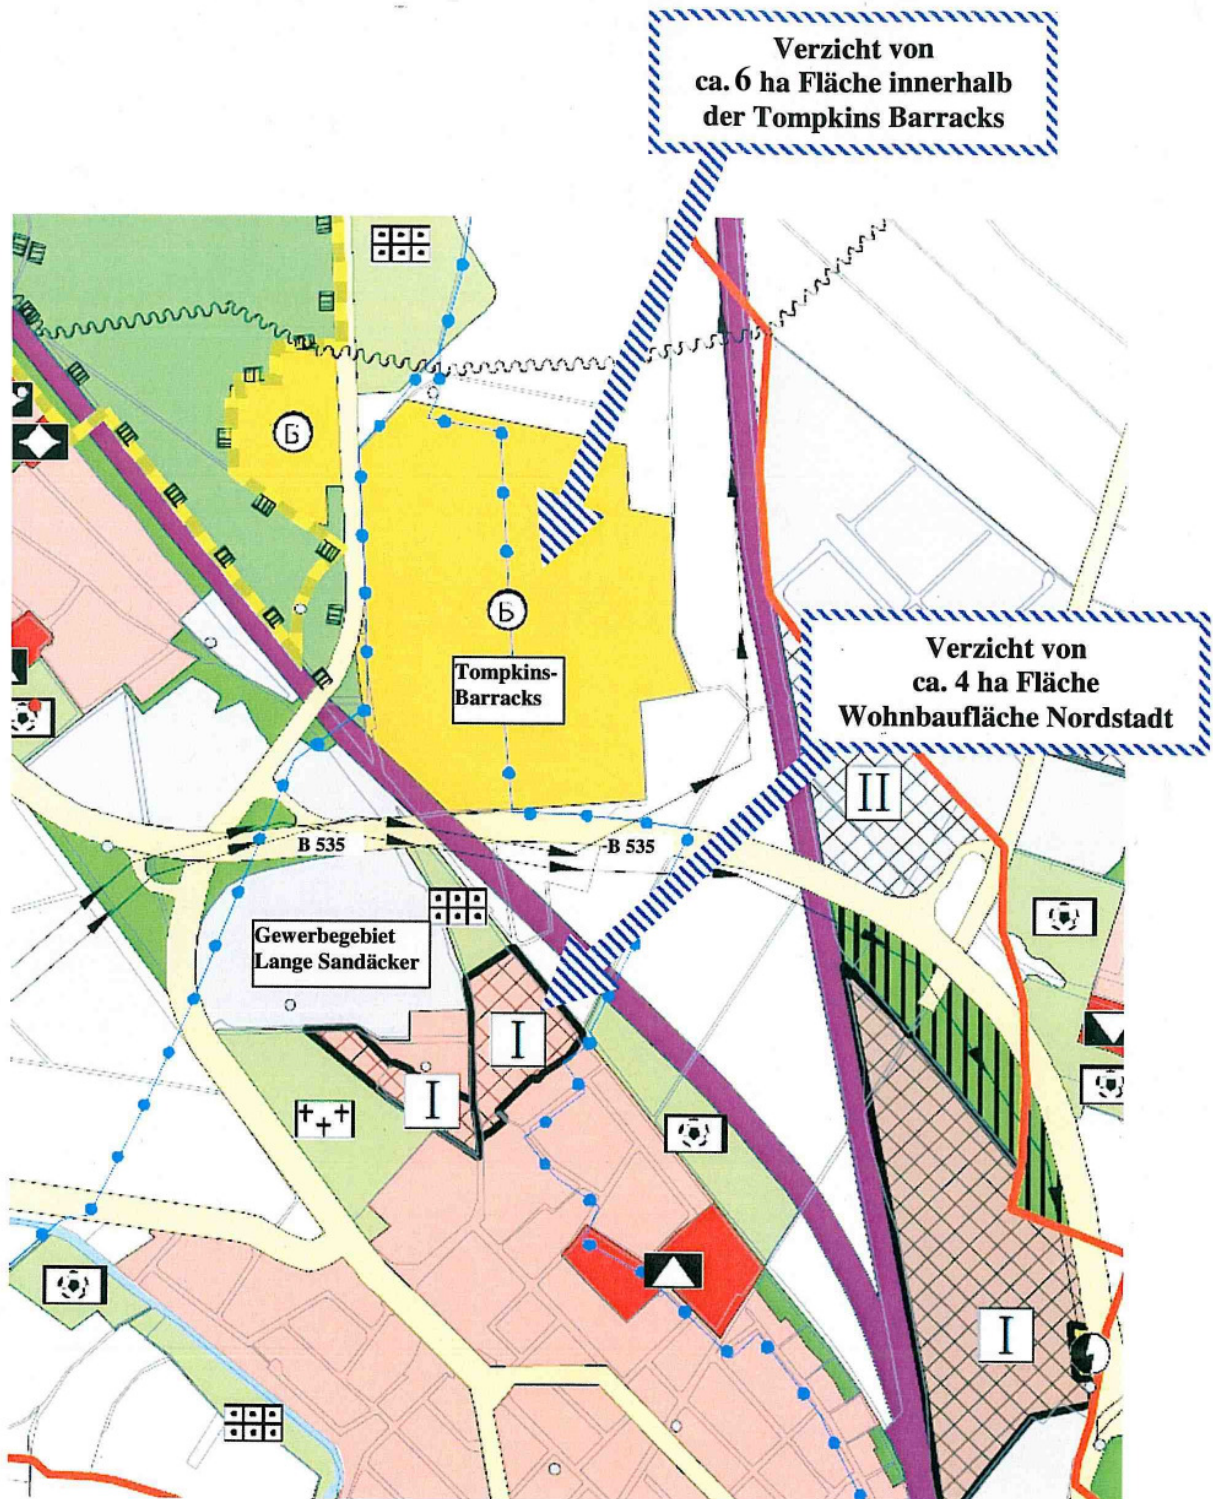 Verzicht von
ca. 6 ha Fläche innerhalb
der Tompkins Barracks
Б
Б
Tompkins-
Barracks
Verzicht von
ca. 4 ha Fläche
Wohnbaufläche Nordstadt
II
B 535
B 535
Gewerbegebiet
Lange Sandäcker
I
I
I